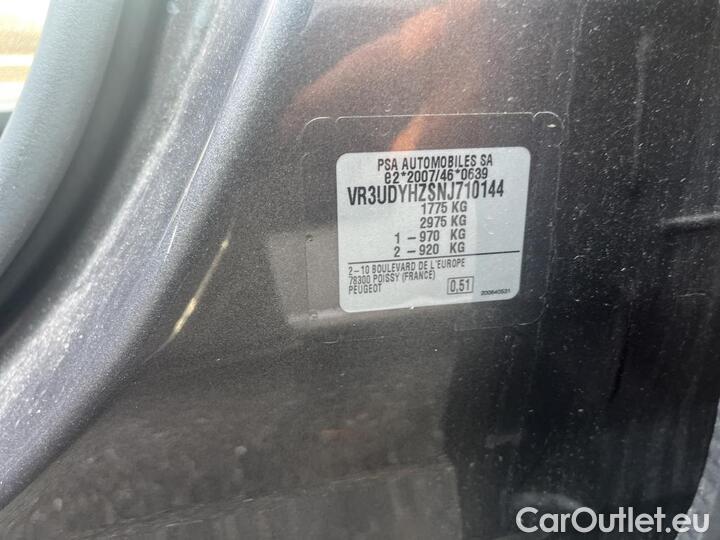 PSA AUTOMOBILES SA
e2*2007/46*0639
VR3UDYHZSNJ710144
1775 KG
2975 KG
1 – 970 KG
2 – 920 KG
2–10 BOULEVARD DE L'EUROPE
78300 POISSY (FRANCE)
PEUGEOT
0.51
200640531
CarOutlet.eu